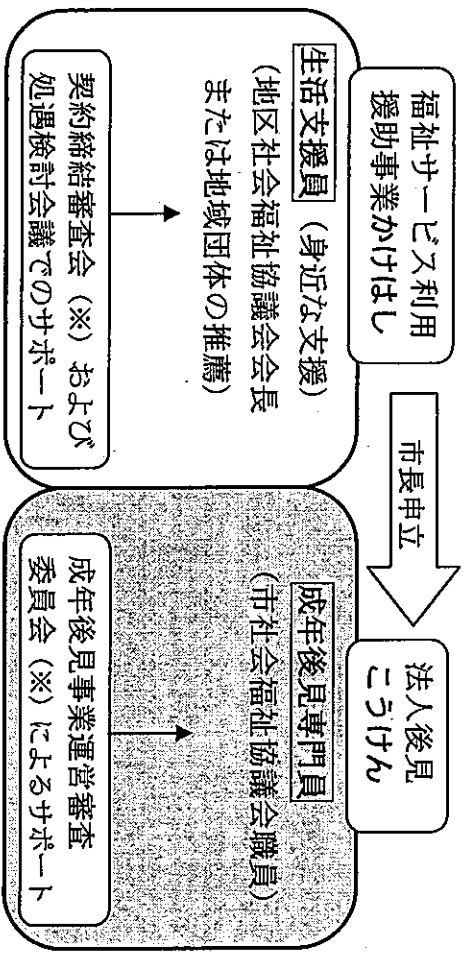 福祉サービス利用
援助事業かけはし
市長申立
法人後見
こうけん
生活支援員（身近な支援）
（地区社会福祉協議会会長
または地域団体の推薦）
契約締結審査会（※）および
処遇検討会議でのサポート
成年後見専門員
（市社会福祉協議会職員）
成年後見事業運営審査
委員会（※）によるサポート